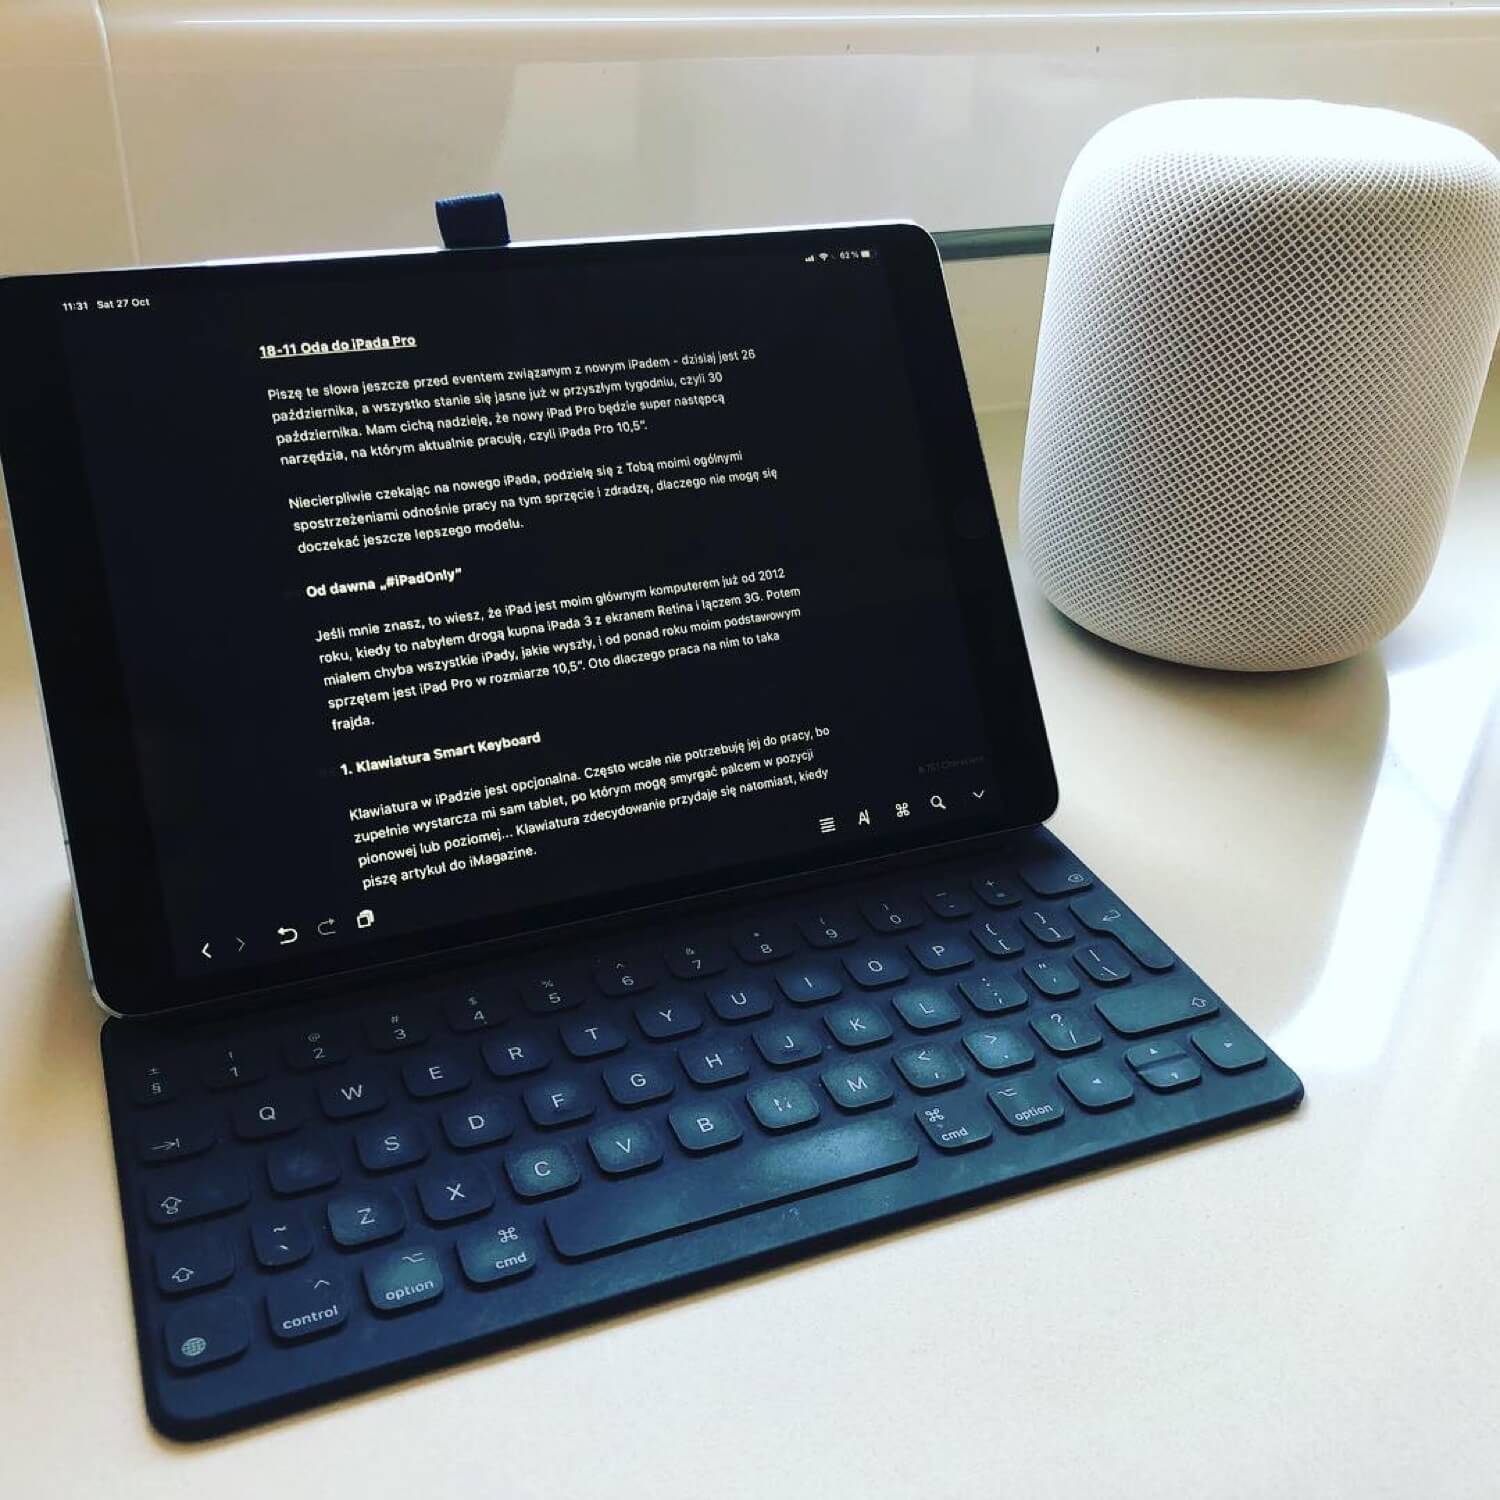 11:31 Sat 27 Oct
62%
18-11 Oda do iPada Pro
Piszę te słowa jeszcze przed eventem związanym z nowym iPadem - dzisiaj jest 26
października, a wszystko stanie się jasne już w przyszłym tygodniu, czyli 30
października. Mam cichą nadzieję, że nowy iPad Pro będzie super następcą
narzędzia, na którym aktualnie pracuję, czyli iPada Pro 10,5".
Niecierpliwie czekając na nowego iPada, podzielę się z Tobą moimi ogólnymi
spostrzeżeniami odnośnie pracy na tym sprzęcie i zdradzę, dlaczego nie mogę się
doczekać jeszcze lepszego modelu.
Od dawna „#iPadOnly"
Jeśli mnie znasz, to wiesz, że iPad jest moim głównym komputerem już od 2012
roku, kiedy to nabyłem drogą kupna iPada 3 z ekranem Retina i łączem 3G. Potem
miałem chyba wszystkie iPady, jakie wyszły, i od ponad roku moim podstawowym
sprzętem jest iPad Pro w rozmiarze 10,5". Oto dlaczego praca na nim to taka
frajda.
1. Klawiatura Smart Keyboard
Klawiatura w iPadzie jest opcjonalna. Często wcale nie potrzebuję jej do pracy, bo
zupełnie wystarcza mi sam tablet, po którym mogę smyrgać palcem w pozycji
pionowej lub poziomej... Klawiatura zdecydowanie przydaje się natomiast, kiedy
piszę artykuł do iMagazine.
± ! @ # $ % ^ & * ( ) _ +
§ 1 2 3 4 5 6 7 8 9 0 -  =
Q W E R T Y U I O P { [ } ]
S D F G H J K L : ; " ' | \
~ ` Z X C V B N M < , > . ? /
control option cmd cmd option